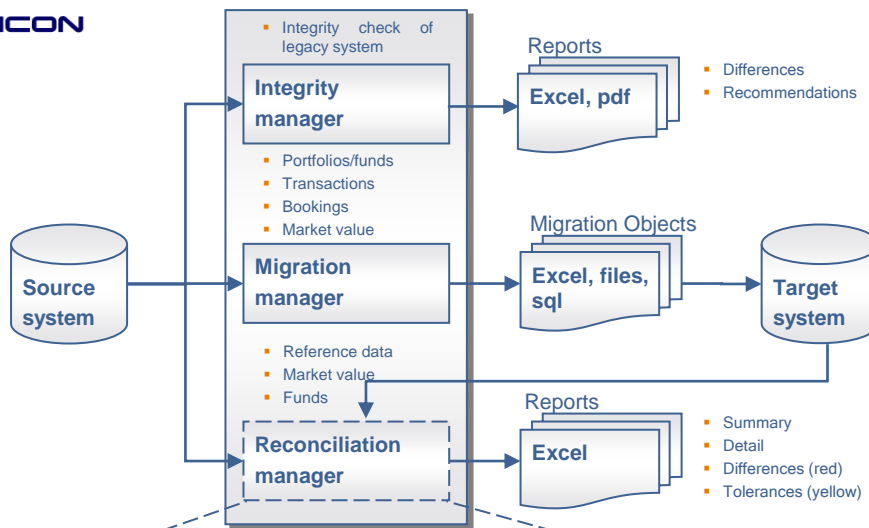 ICON
Integrity check of
legacy system
Integrity
manager
Reports
Excel, pdf
Differences
Recommendations
Portfolios/funds
Transactions
Bookings
Market value
Source
system
Migration
manager
Migration Objects
Excel, files,
sql
Target
system
Reference data
Market value
Funds
Reconciliation
manager
Reports
Excel
Summary
Detail
Differences (red)
Tolerances (yellow)